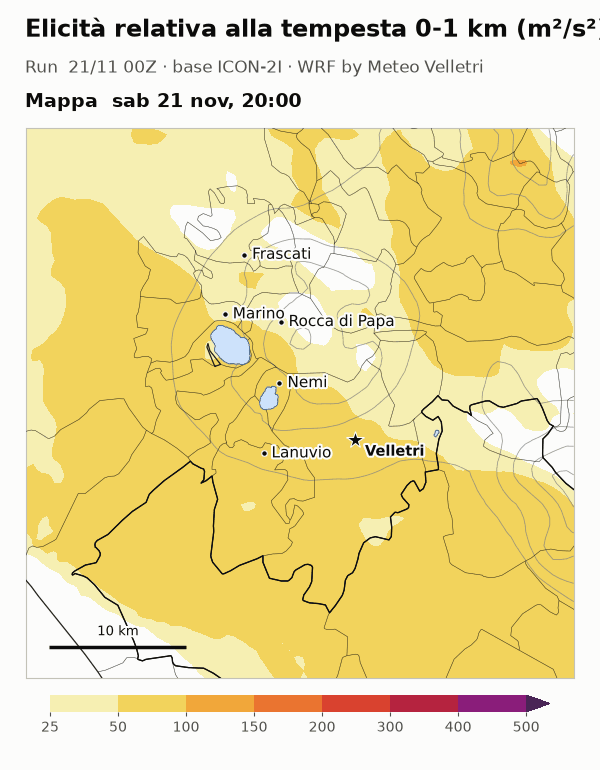 Elicità relativa alla tempesta 0-1 km (m²/s²)
Run 21/11 00Z · base ICON-2I · WRF by Meteo Velletri
Mappa sab 21 nov, 20:00
Frascati
Marino
Rocca di Papa
Nemi
Velletri
Lanuvio
10 km
25 50 100 150 200 300 400 500